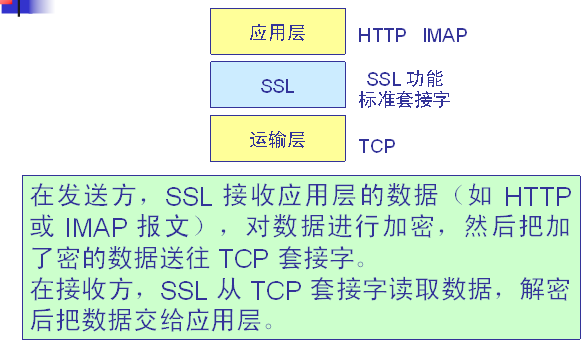 应用层 HTTP IMAP
SSL SSL 功能
标准套接字
运输层 TCP
在发送方，SSL 接收应用层的数据（如 HTTP
或 IMAP 报文），对数据进行加密，然后把加
了密的数据送往 TCP 套接字。
在接收方，SSL 从 TCP 套接字读取数据，解密
后把数据交给应用层。